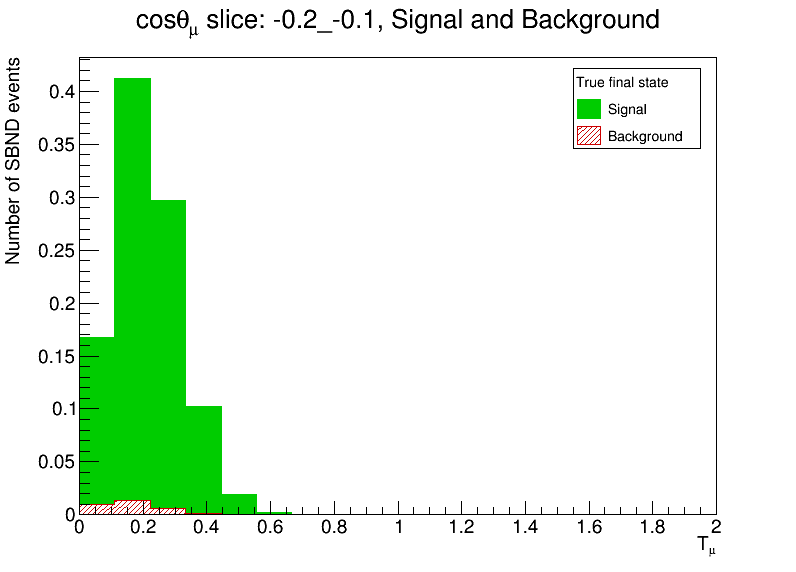 cosθμ slice: -0.2_-0.1, Signal and Background
Number of SBND events
True final state
Signal
Background
0.4
0.35
0.3
0.25
0.2
0.15
0.1
0.05
0
0 0.2 0.4 0.6 0.8 1 1.2 1.4 1.6 1.8 2
Tμ